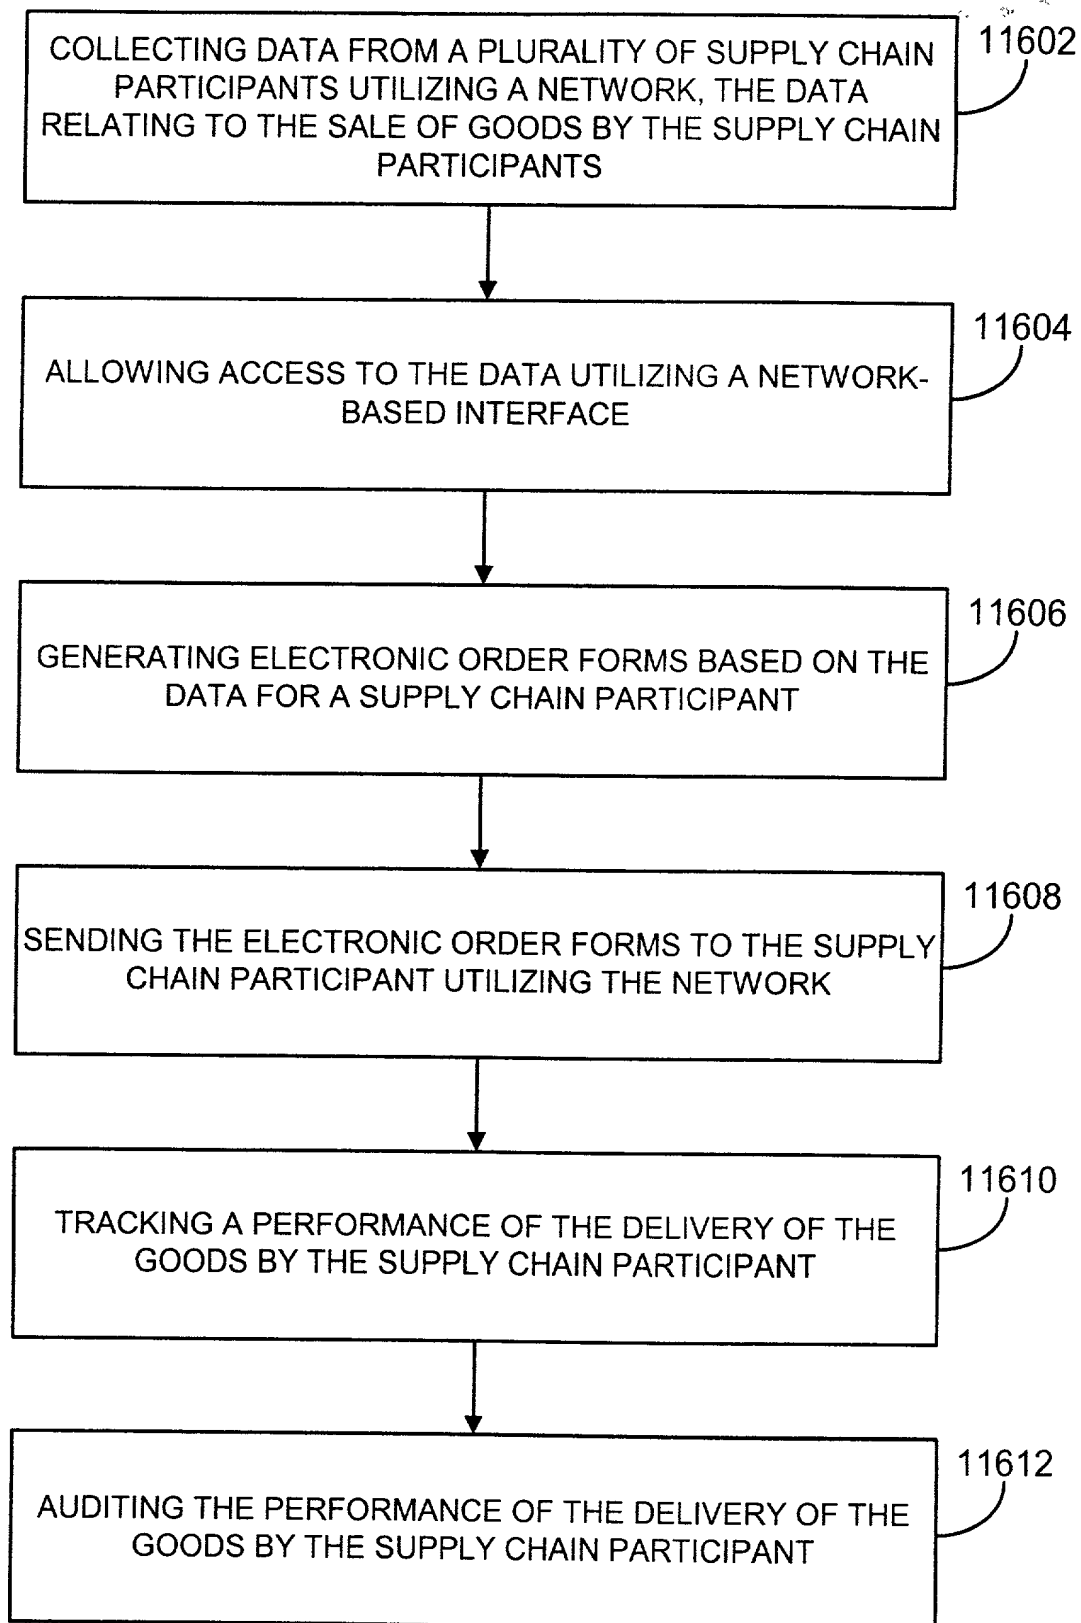 COLLECTING DATA FROM A PLURALITY OF SUPPLY CHAIN
PARTICIPANTS UTILIZING A NETWORK, THE DATA
RELATING TO THE SALE OF GOODS BY THE SUPPLY CHAIN
PARTICIPANTS
11602
ALLOWING ACCESS TO THE DATA UTILIZING A NETWORK-
BASED INTERFACE
11604
GENERATING ELECTRONIC ORDER FORMS BASED ON THE
DATA FOR A SUPPLY CHAIN PARTICIPANT
11606
SENDING THE ELECTRONIC ORDER FORMS TO THE SUPPLY
CHAIN PARTICIPANT UTILIZING THE NETWORK
11608
TRACKING A PERFORMANCE OF THE DELIVERY OF THE
GOODS BY THE SUPPLY CHAIN PARTICIPANT
11610
AUDITING THE PERFORMANCE OF THE DELIVERY OF THE
GOODS BY THE SUPPLY CHAIN PARTICIPANT
11612